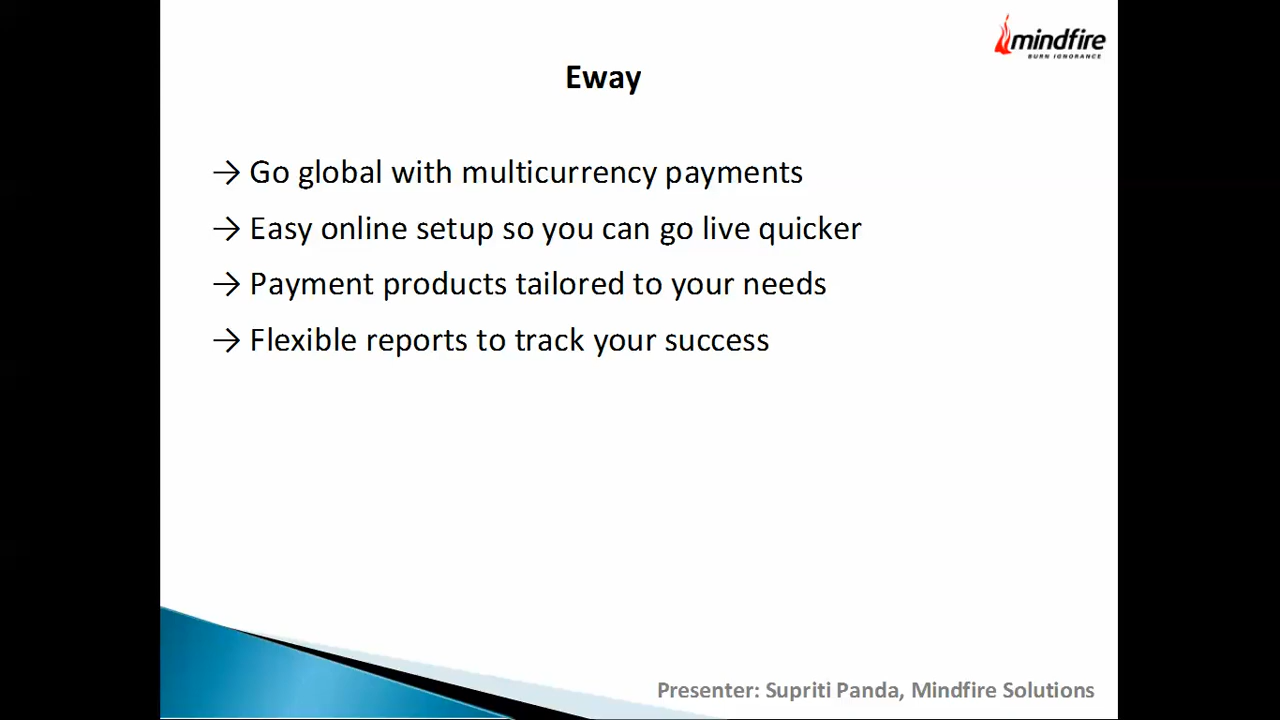 mindfire
BURN IGNORANCE
Eway
→ Go global with multicurrency payments
→ Easy online setup so you can go live quicker
→ Payment products tailored to your needs
→ Flexible reports to track your success
Presenter: Supriti Panda, Mindfire Solutions